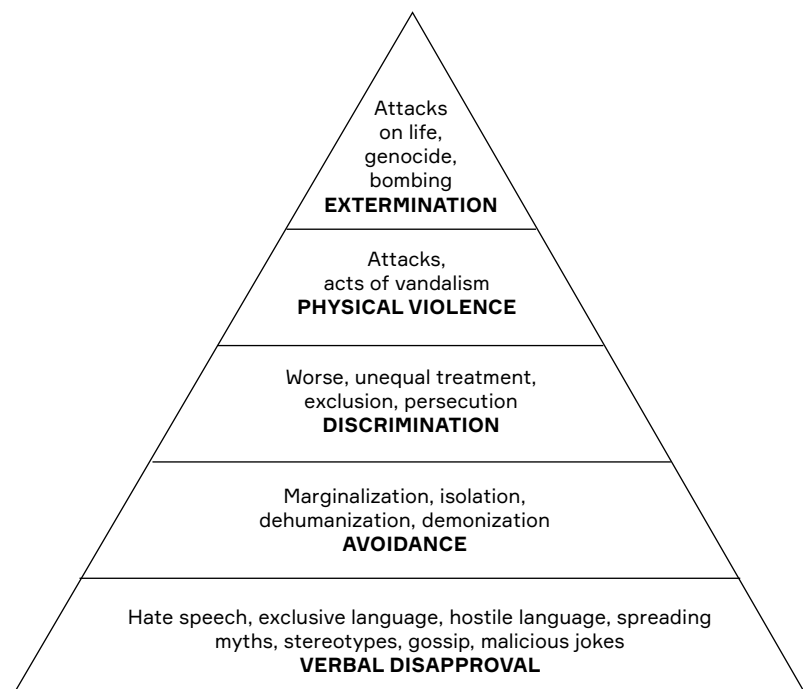 Attacks
on life,
genocide,
bombing
EXTERMINATION
Attacks,
acts of vandalism
PHYSICAL VIOLENCE
Worse, unequal treatment,
exclusion, persecution
DISCRIMINATION
Marginalization, isolation,
dehumanization, demonization
AVOIDANCE
Hate speech, exclusive language, hostile language, spreading
myths, stereotypes, gossip, malicious jokes
VERBAL DISAPPROVAL